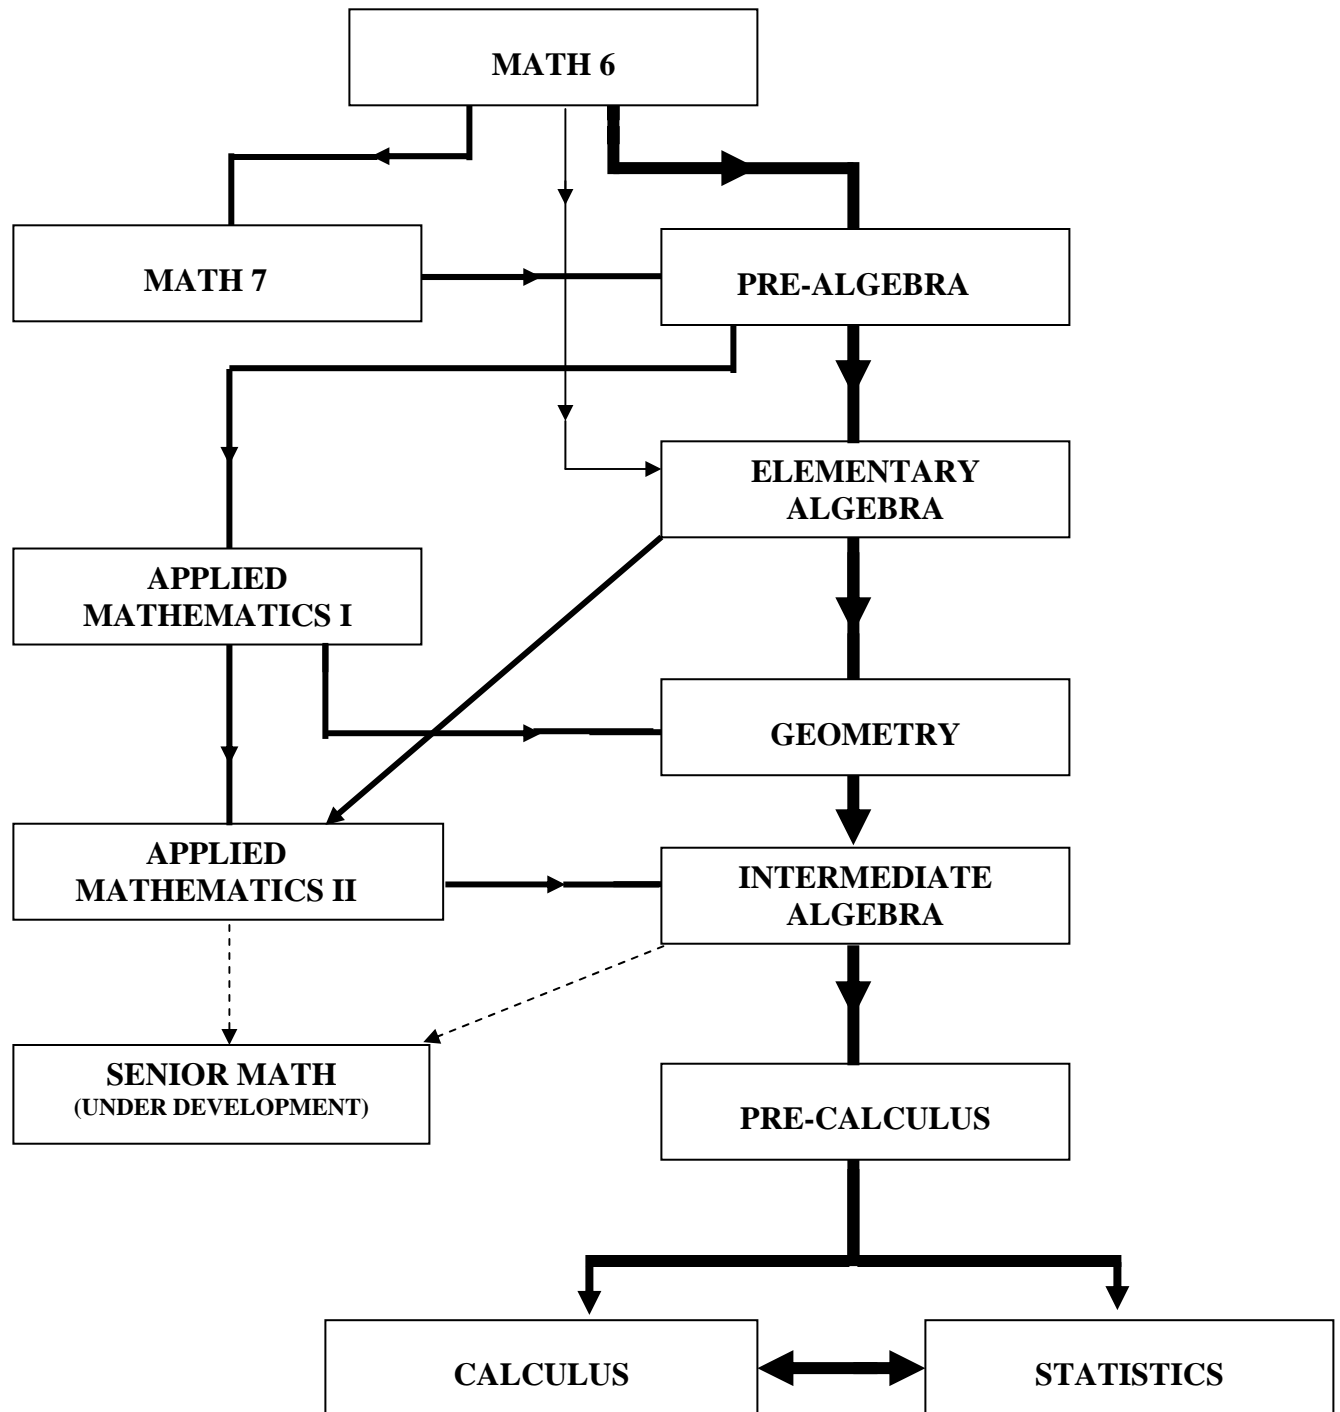 MATH 6
MATH 7
PRE-ALGEBRA
ELEMENTARY
ALGEBRA
APPLIED
MATHEMATICS I
GEOMETRY
APPLIED
MATHEMATICS II
INTERMEDIATE
ALGEBRA
SENIOR MATH
(UNDER DEVELOPMENT)
PRE-CALCULUS
CALCULUS
STATISTICS